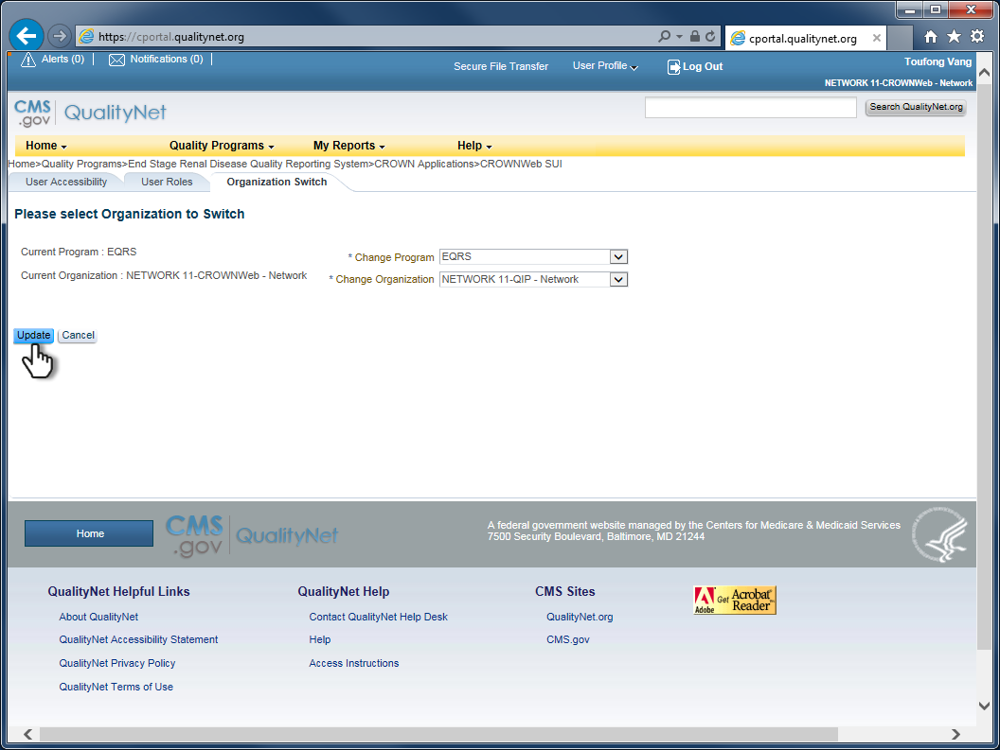 https://cportal.qualitynet.org
cportal.qualitynet.org
Alerts (0)
Notifications (0)
Secure File Transfer
User Profile
Log Out
Toufong Vang
NETWORK 11-CROWNWeb - Network
CMS
.gov
QualityNet
Search QualityNet.org
Home
Quality Programs
My Reports
Help
Home>Quality Programs>End Stage Renal Disease Quality Reporting System>CROWN Applications>CROWNWeb SUI
User Accessibility
User Roles
Organization Switch
Please select Organization to Switch
Current Program : EQRS
* Change Program
EQRS
Current Organization : NETWORK 11-CROWNWeb - Network
* Change Organization
NETWORK 11-QIP - Network
Update
Cancel
Home
CMS
.gov
QualityNet
A federal government website managed by the Centers for Medicare & Medicaid Services
7500 Security Boulevard, Baltimore, MD 21244
QualityNet Helpful Links
About QualityNet
QualityNet Accessibility Statement
QualityNet Privacy Policy
QualityNet Terms of Use
QualityNet Help
Contact QualityNet Help Desk
Help
Access Instructions
CMS Sites
QualityNet.org
CMS.gov
Adobe
Get Acrobat
Reader